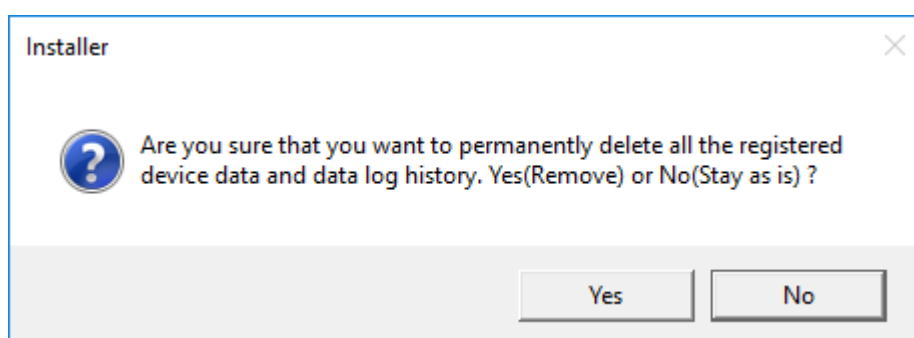 Installer
Are you sure that you want to permanently delete all the registered
device data and data log history. Yes(Remove) or No(Stay as is) ?
Yes
No